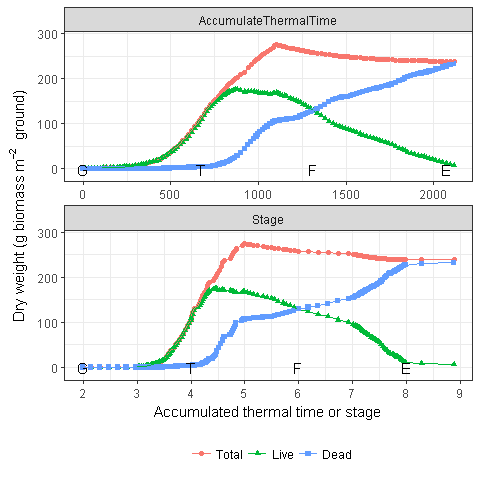 AccumulateThermalTime
300
200
100
0
G T F E
0 500 1000 1500 2000
Stage
300
200
100
0
G T F E
2 3 4 5 6 7 8 9
Dry weight (g biomass m⁻² ground)
Accumulated thermal time or stage
Total Live Dead